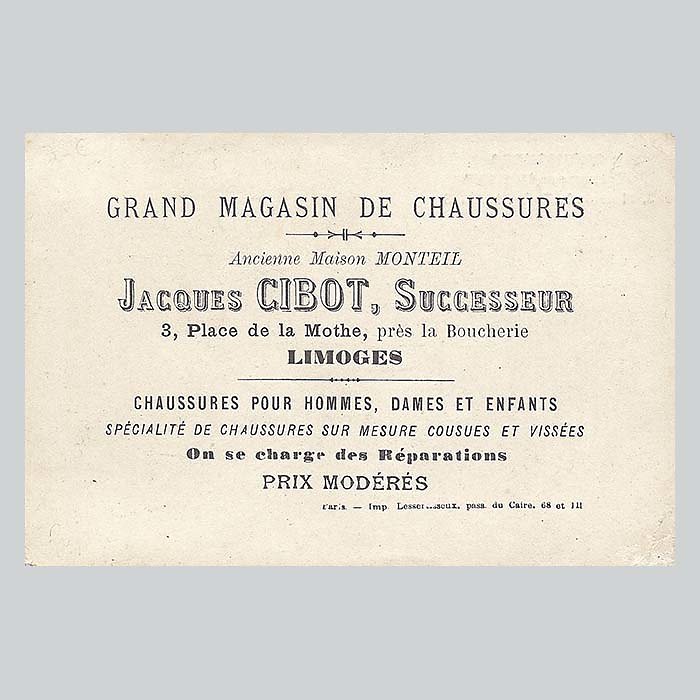 GRAND MAGASIN DE CHAUSSURES
Ancienne Maison MONTEIL
JACQUES CIBOT, SUCCESSEUR
3, Place de la Mothe, près la Boucherie
LIMOGES
CHAUSSURES POUR HOMMES, DAMES ET ENFANTS
SPÉCIALITÉ DE CHAUSSURES SUR MESURE COUSUES ET VISSÉES
On se charge des Réparations
PRIX MODÉRÉS
Paris. — Imp. pass. du Caire, 68 et